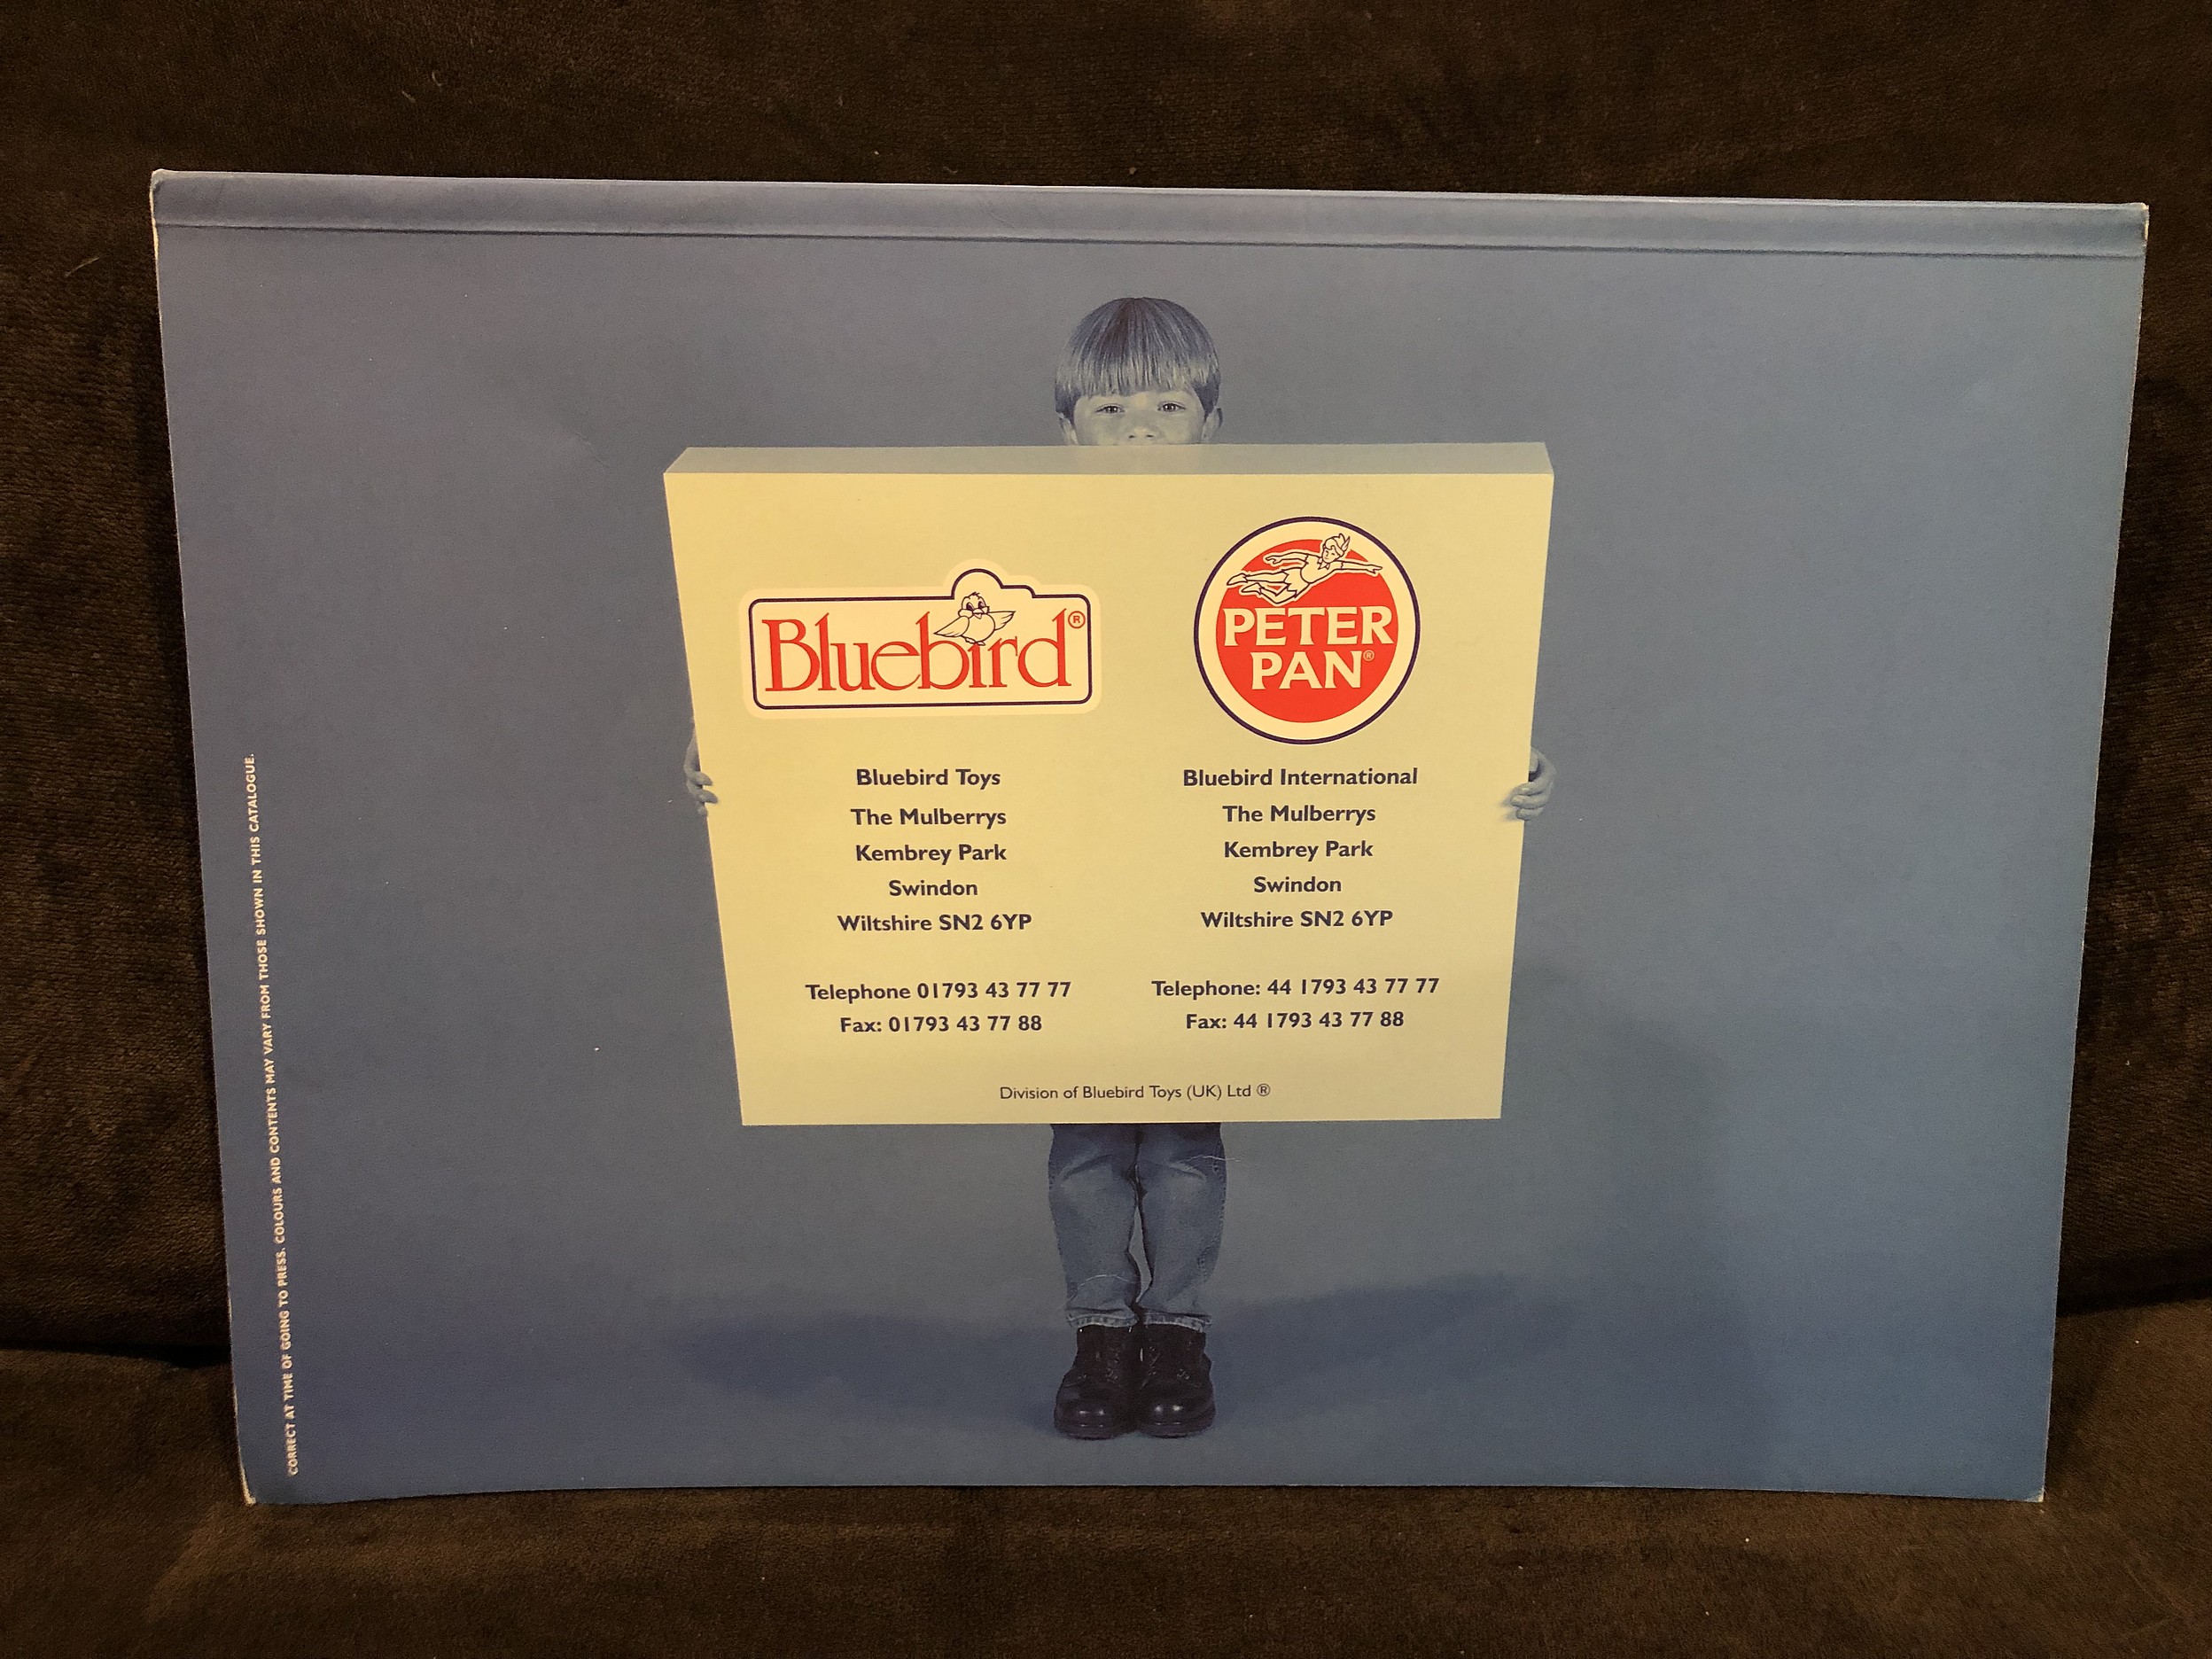 Bluebird®
Bluebird Toys
The Mulberrys
Kembrey Park
Swindon
Wiltshire SN2 6YP
Telephone 01793 43 77 77
Fax: 01793 43 77 88
PETER
PAN®
Bluebird International
The Mulberrys
Kembrey Park
Swindon
Wiltshire SN2 6YP
Telephone: 44 1793 43 77 77
Fax: 44 1793 43 77 88
Division of Bluebird Toys (UK) Ltd ®
CORRECT AT TIME OF GOING TO PRESS. COLOURS AND CONTENTS MAY VARY FROM THOSE SHOWN IN THIS CATALOGUE.